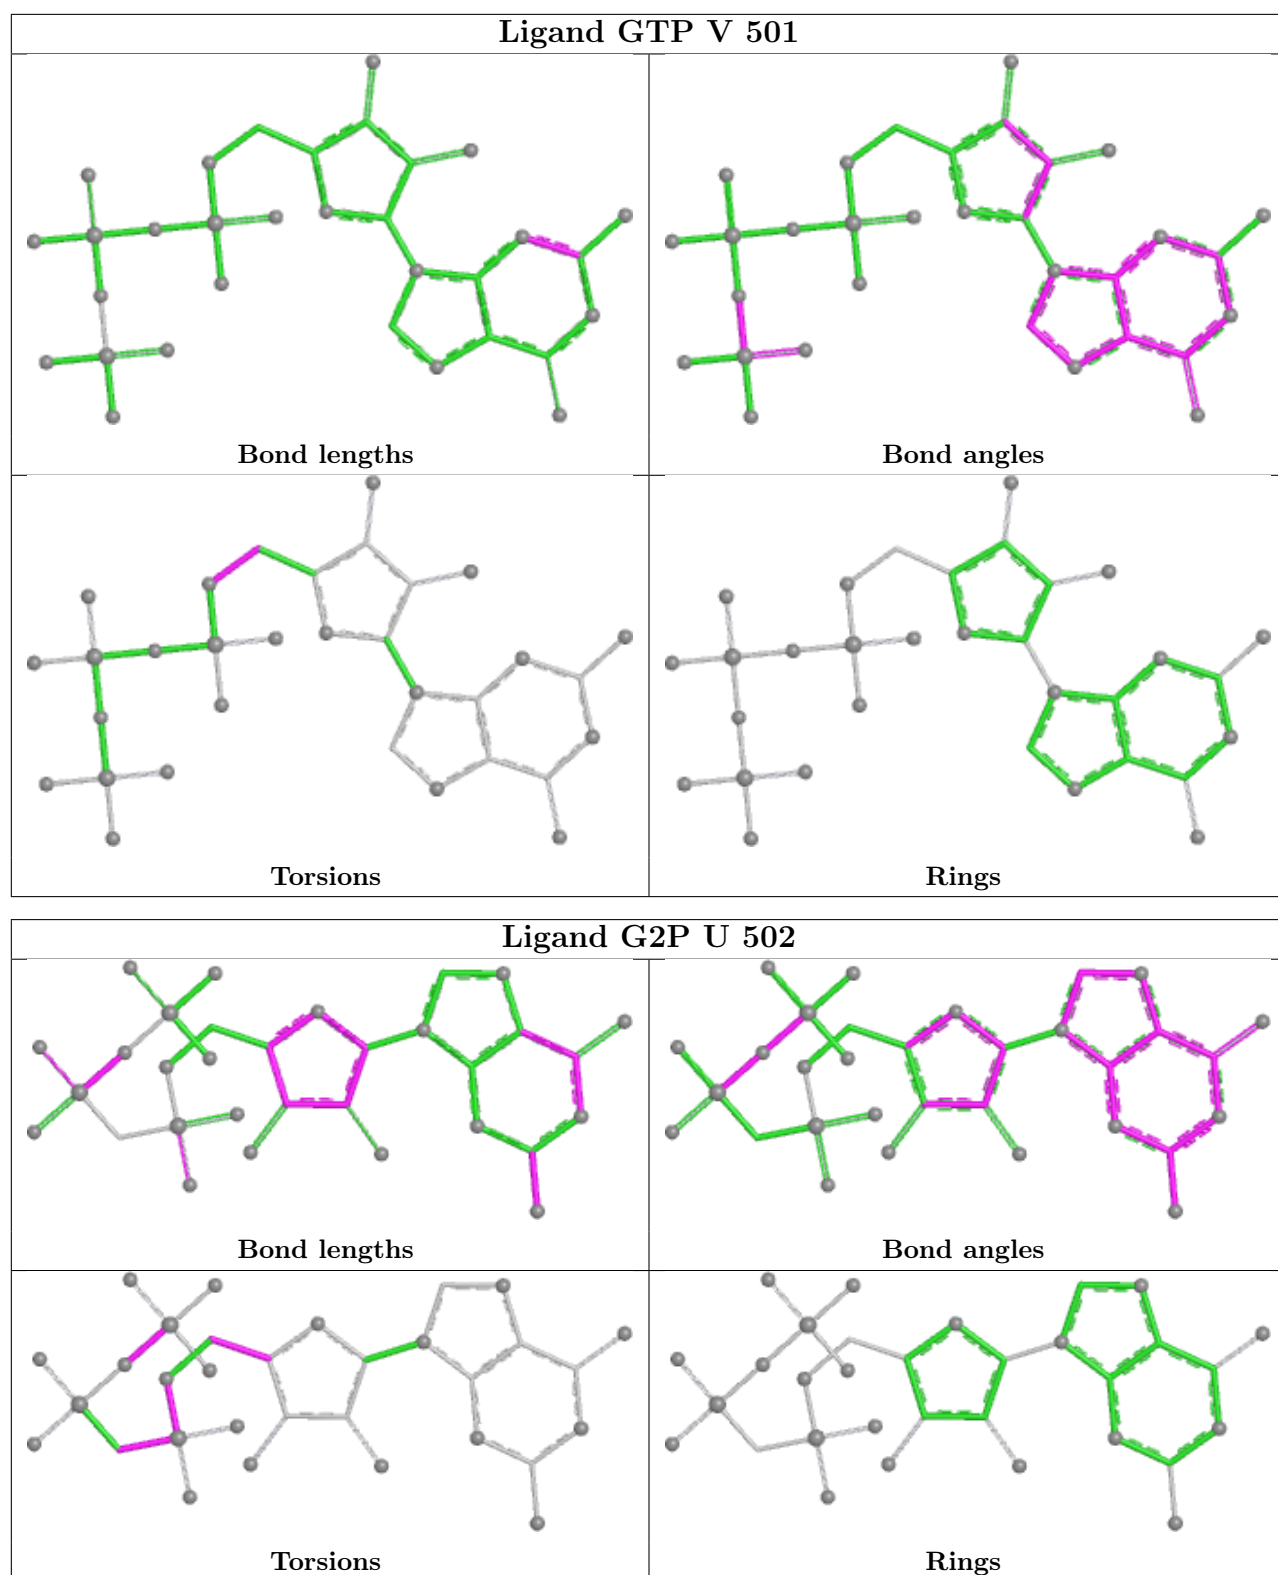 Ligand GTP V 501
Bond lengths
Bond angles
Torsions
Rings
Ligand G2P U 502
Bond lengths
Bond angles
Torsions
Rings